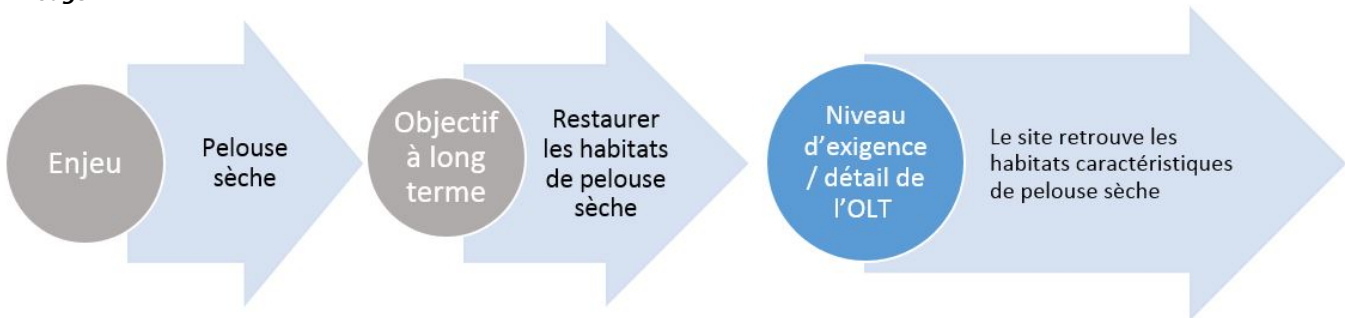 Enjeu
Pelouse
sèche
Objectif
à long
terme
Restaurer
les habitats
de pelouse
sèche
Niveau
d’exigence
/ détail de
l’OLT
Le site retrouve les
habitats caractéristiques
de pelouse sèche